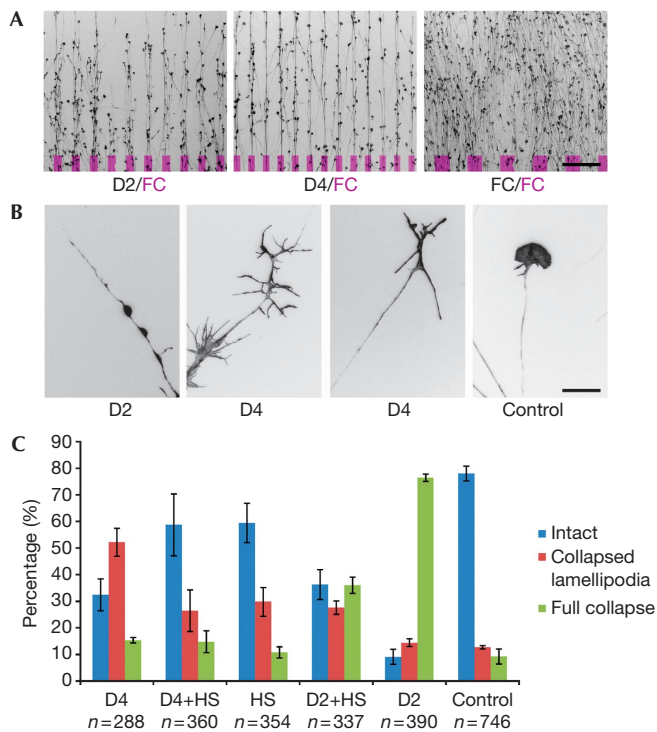 A
D2/FC
D4/FC
FC/FC
B
D2
D4
D4
Control
C
Percentage (%)
90
80
70
60
50
40
30
20
10
0
Intact
Collapsed
lamellipodia
Full collapse
D4
D4+HS
HS
D2+HS
D2
Control
n=288
n=360
n=354
n=337
n=390
n=746